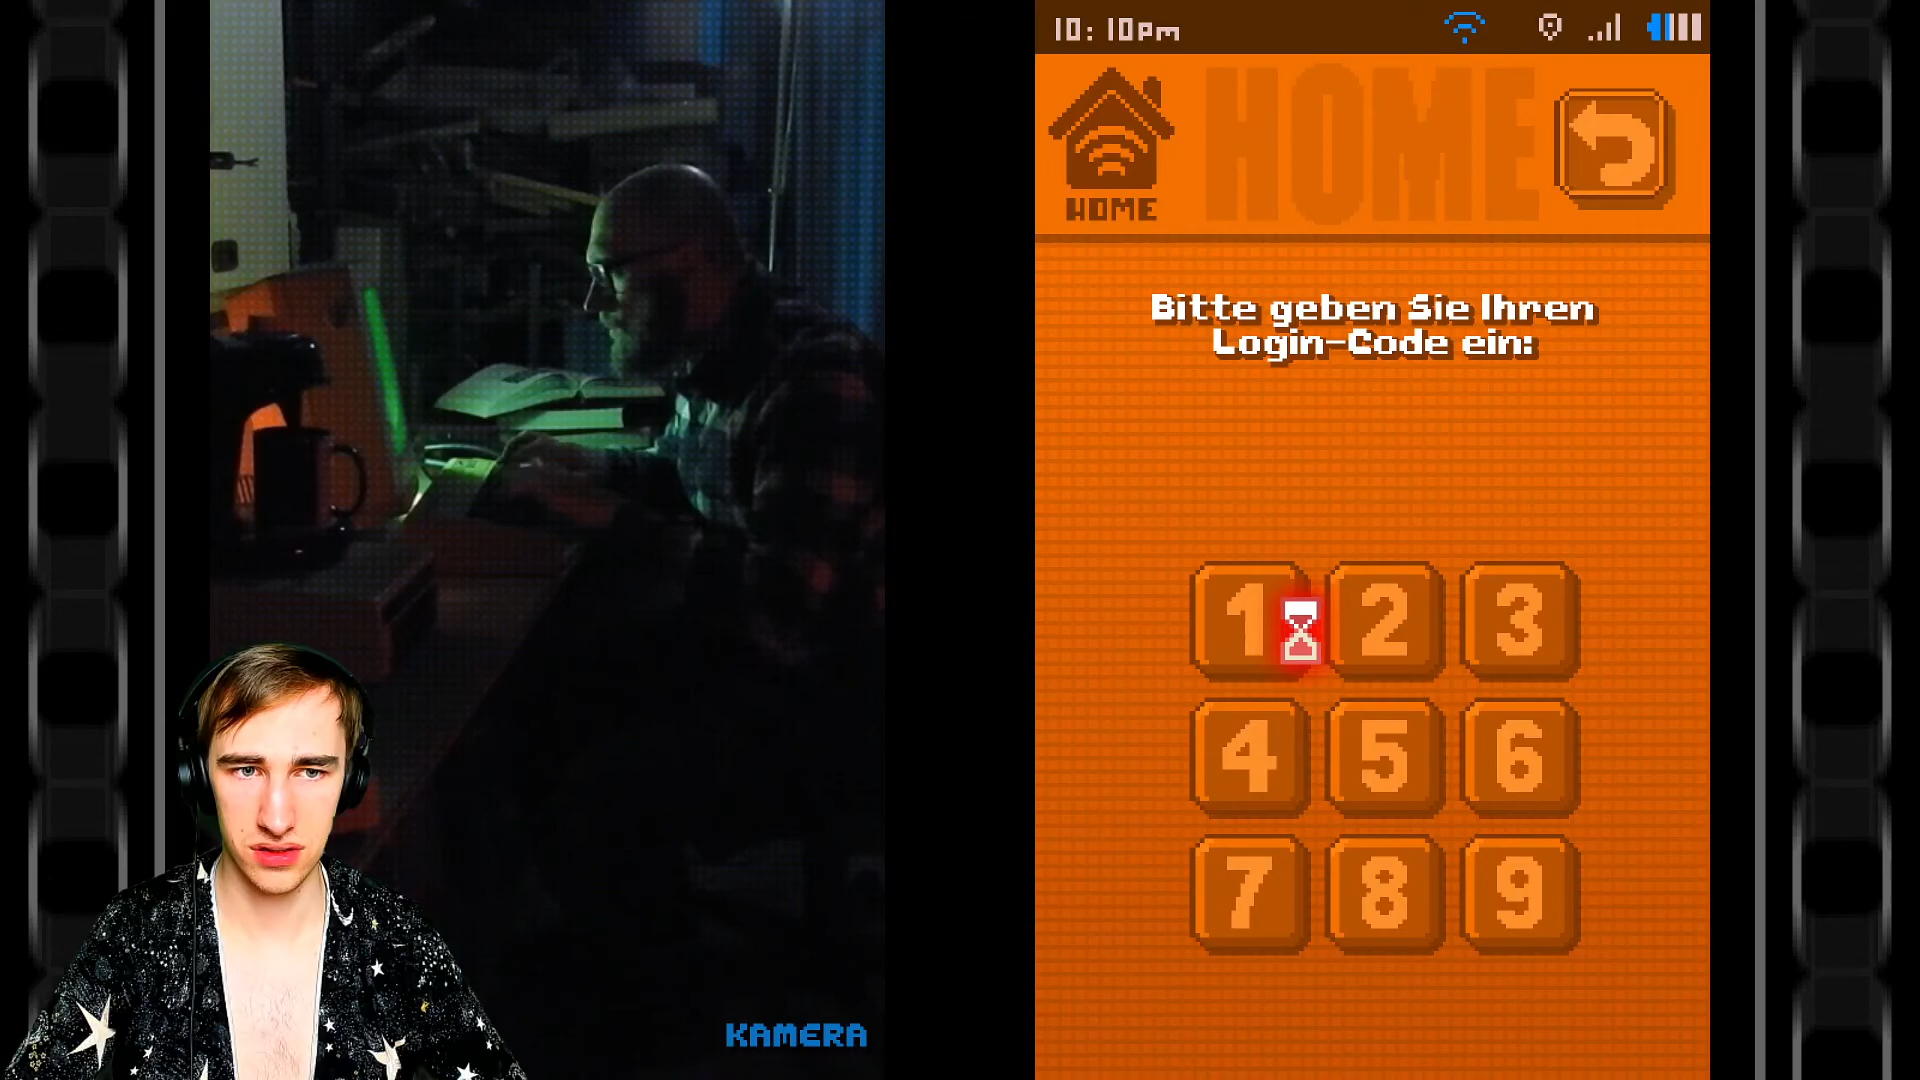 10:10pm
HOME
HOME
Bitte geben Sie Ihren
Login-Code ein:
1 2 3
4 5 6
7 8 9
KAMERA